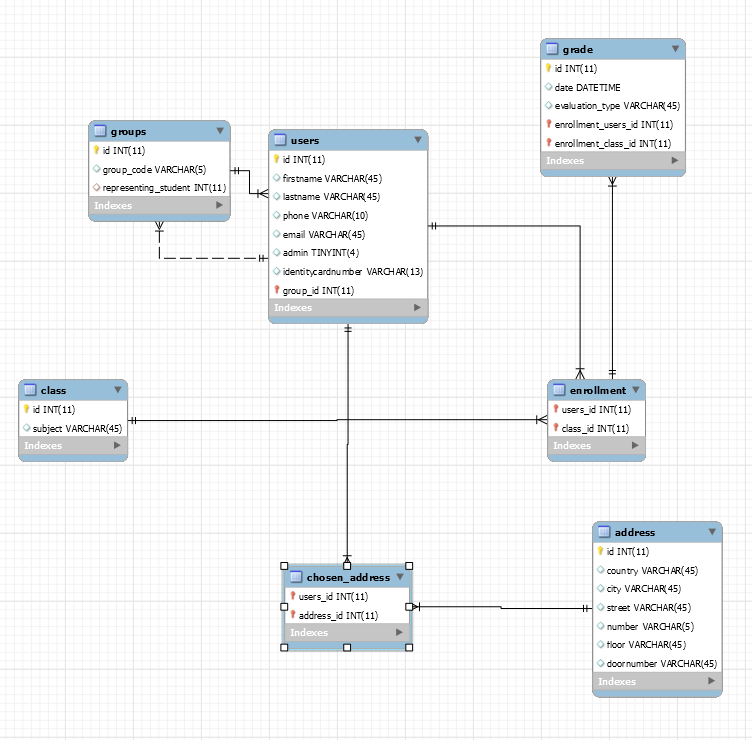 grade
id INT(11)
date DATETIME
evaluation_type VARCHAR(45)
enrollment_users_id INT(11)
enrollment_class_id INT(11)
Indexes
groups
id INT(11)
group_code VARCHAR(5)
representing_student INT(11)
Indexes
users
id INT(11)
firstname VARCHAR(45)
lastname VARCHAR(45)
phone VARCHAR(10)
email VARCHAR(45)
admin TINYINT(4)
identitycardnumber VARCHAR(13)
group_id INT(11)
Indexes
class
id INT(11)
subject VARCHAR(45)
Indexes
enrollment
users_id INT(11)
class_id INT(11)
Indexes
chosen_address
users_id INT(11)
address_id INT(11)
Indexes
address
id INT(11)
country VARCHAR(45)
city VARCHAR(45)
street VARCHAR(45)
number VARCHAR(5)
floor VARCHAR(45)
doornumber VARCHAR(45)
Indexes